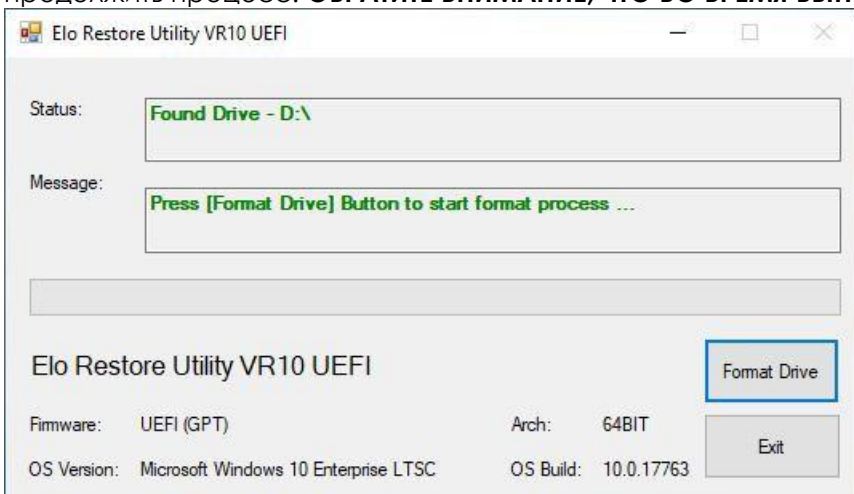 Elo Restore Utility VR10 UEFI
Status:
Found Drive - D:\
Message:
Press [Format Drive] Button to start format process ...
Elo Restore Utility VR10 UEFI
Format Drive
Firmware: UEFI (GPT) Arch: 64BIT
Exit
OS Version: Microsoft Windows 10 Enterprise LTSC OS Build: 10.0.17763